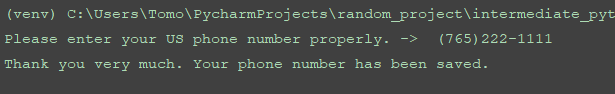 (venv) C:\Users\Tomo\PycharmProjects\random_project\intermediate_pyt
Please enter your US phone number properly. ->  (765)222-1111
Thank you very much. Your phone number has been saved.